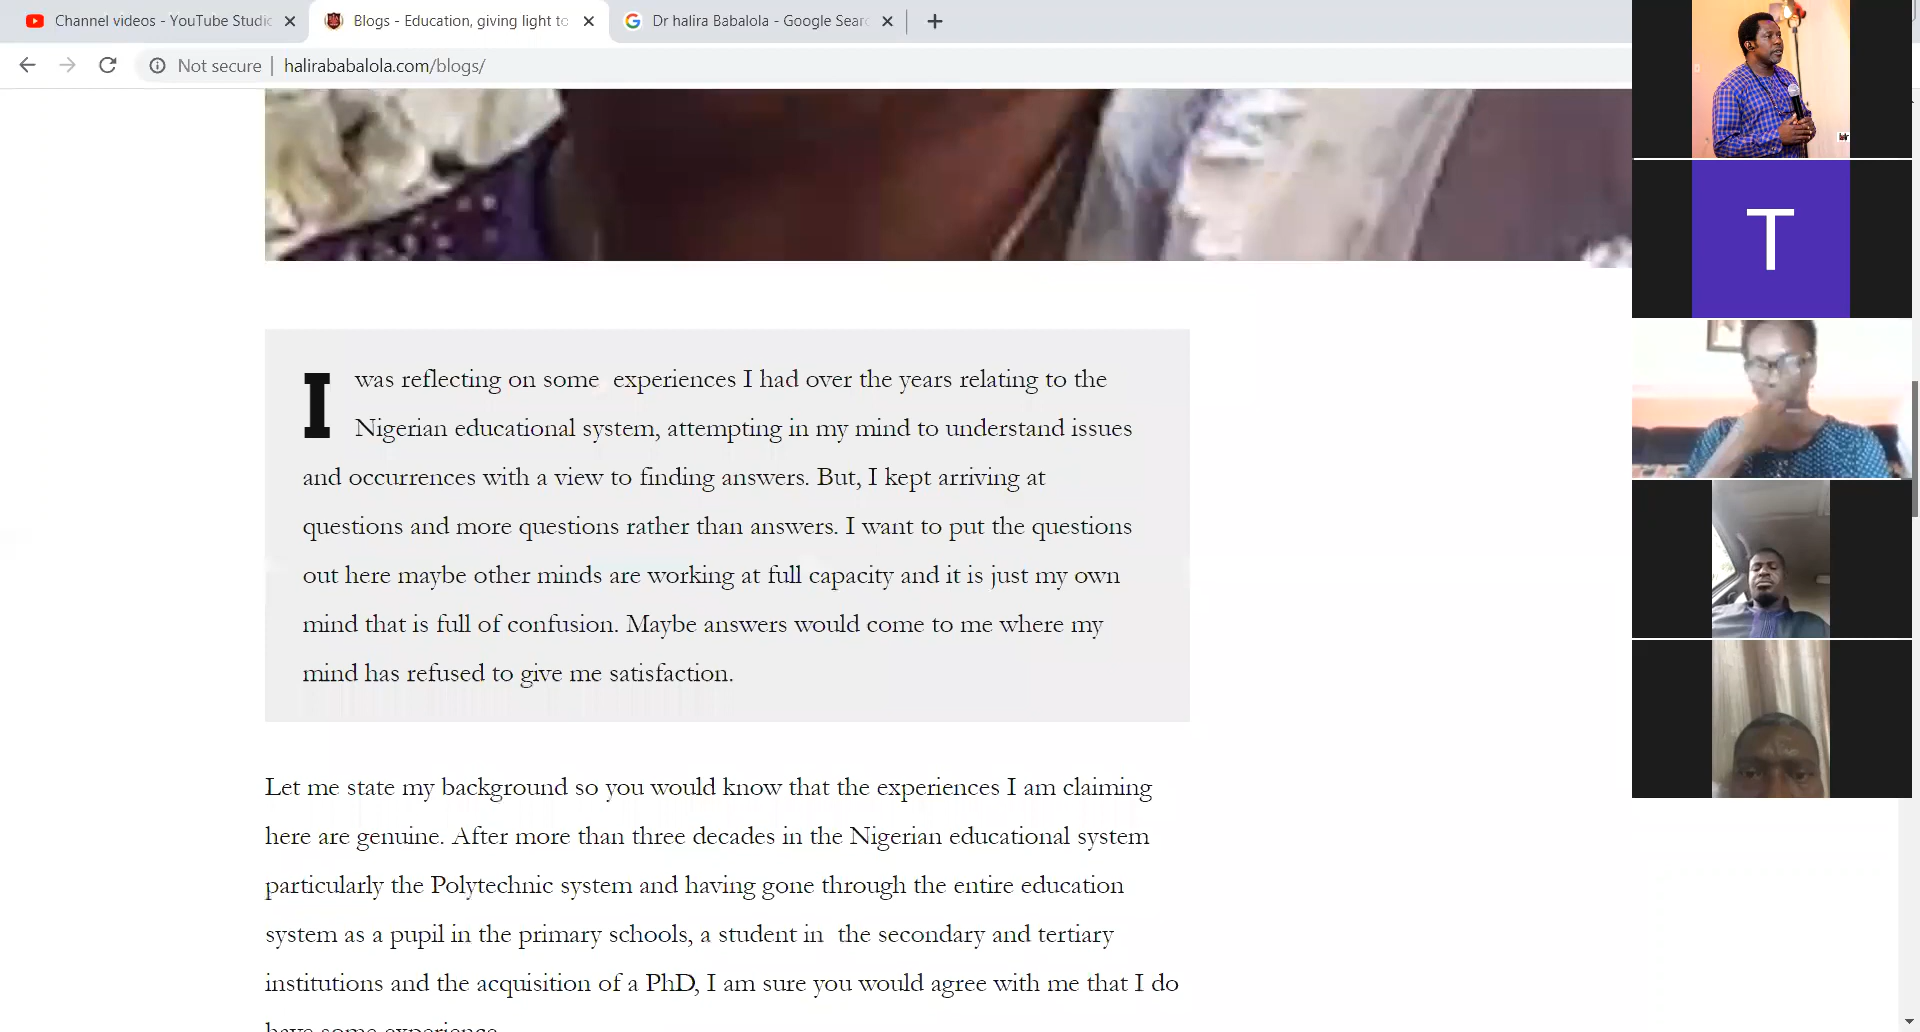 Channel videos - YouTube Studio
Blogs - Education, giving light to
Dr halira Babalola - Google Searc
Not secure
halirababalola.com/blogs/
T
I was reflecting on some experiences I had over the years relating to the
Nigerian educational system, attempting in my mind to understand issues
and occurrences with a view to finding answers. But, I kept arriving at
questions and more questions rather than answers. I want to put the questions
out here maybe other minds are working at full capacity and it is just my own
mind that is full of confusion. Maybe answers would come to me where my
mind has refused to give me satisfaction.
Let me state my background so you would know that the experiences I am claiming
here are genuine. After more than three decades in the Nigerian educational system
particularly the Polytechnic system and having gone through the entire education
system as a pupil in the primary schools, a student in the secondary and tertiary
institutions and the acquisition of a PhD, I am sure you would agree with me that I do
have some experience.